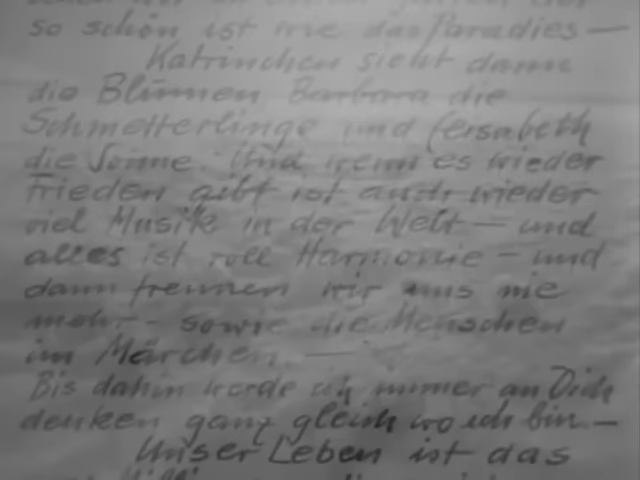 so schön ist wie das Paradies —
Katrinchen sieht dann
die Blumen Barbara die
Schmetterlinge und
die Sonne. Und wenn es wieder
Frieden gibt ist auch wieder
viel Musik in der Welt — und
alles ist voll Harmonie — und
dann trennen wir uns nie
mehr - sowie die Menschen
im Märchen. —
Bis dahin werde ich immer an Dich
denken ganz gleich wo ich bin. —
Unser Leben ist das